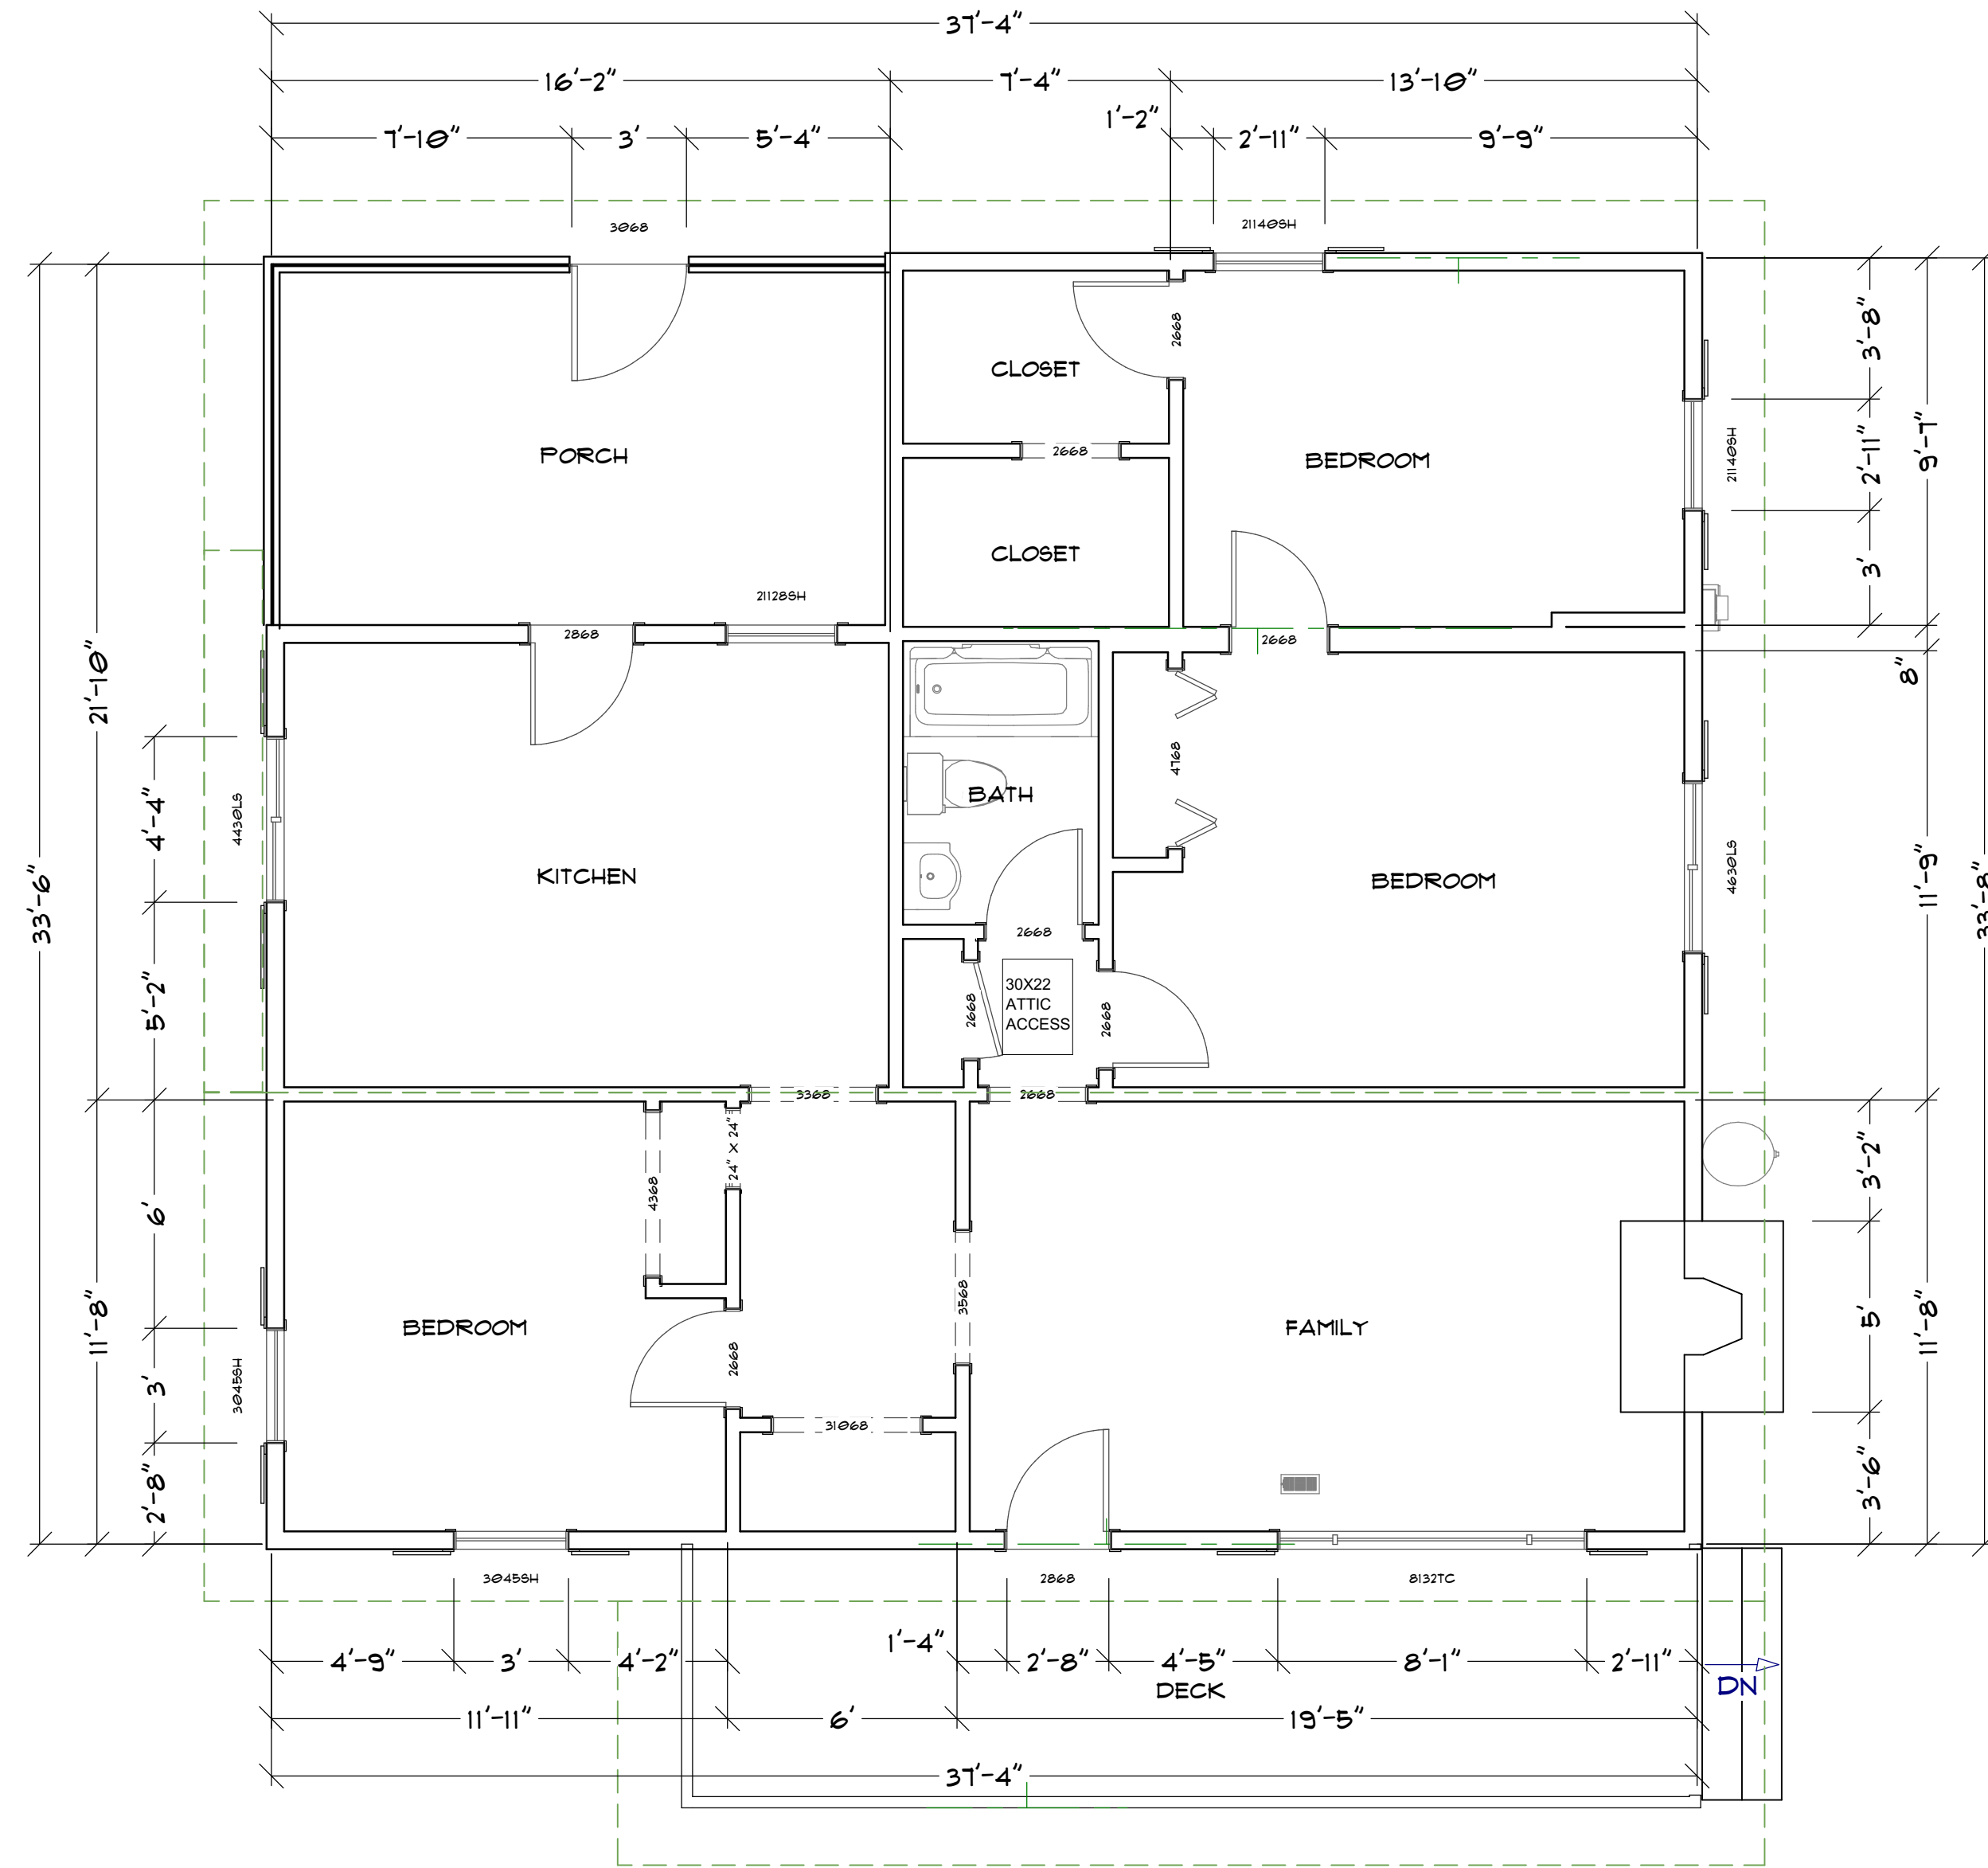 37'-4"
16'-2" 7'-4" 13'-10"
7'-10" 3' 5'-4" 1'-2" 2'-11" 9'-9"
3068 21140SH
2668
CLOSET
3'-8"
PORCH
2668
BEDROOM
21140SH
2'-11"
9'-7"
CLOSET
3'
21128SH
2868
2668
8"
21'-10"
4'-4"
4430LS
4768
BATH
KITCHEN
BEDROOM
4630LS
11'-9"
33'-6"
33'-8"
2668
5'-2"
2668
30X22
ATTIC
ACCESS
2668
3368
2668
24" X 24"
4368
3'-2"
6'
3568
11'-8"
BEDROOM
FAMILY
5'
11'-8"
2668
3'
3045SH
31068
2'-8"
3'-6"
3045SH 2868 8132TC
4'-9" 3' 4'-2" 1'-4" 2'-8" 4'-5" 8'-1" 2'-11"
DECK
DN
11'-11" 6' 19'-5"
37'-4"